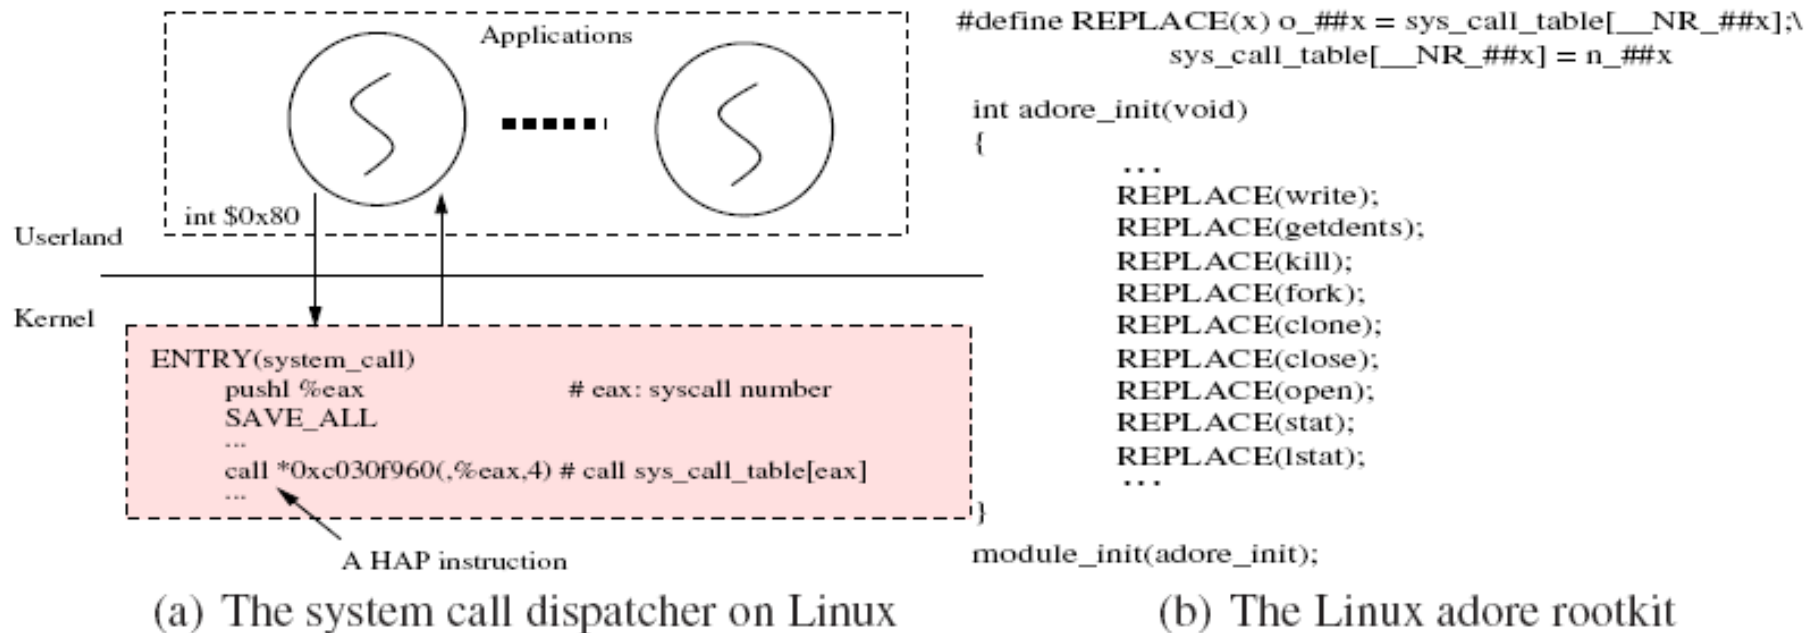 Applications
int $0x80
Userland
Kernel
ENTRY(system_call)
pushl %eax # eax: syscall number
SAVE_ALL
...
call *0xc030f960(,%eax,4) # call sys_call_table[eax]
...
A HAP instruction
(a) The system call dispatcher on Linux
#define REPLACE(x) o_##x = sys_call_table[__NR_##x];\
sys_call_table[__NR_##x] = n_##x
int adore_init(void)
{
...
REPLACE(write);
REPLACE(getdents);
REPLACE(kill);
REPLACE(fork);
REPLACE(clone);
REPLACE(close);
REPLACE(open);
REPLACE(stat);
REPLACE(lstat);
...
}
module_init(adore_init);
(b) The Linux adore rootkit